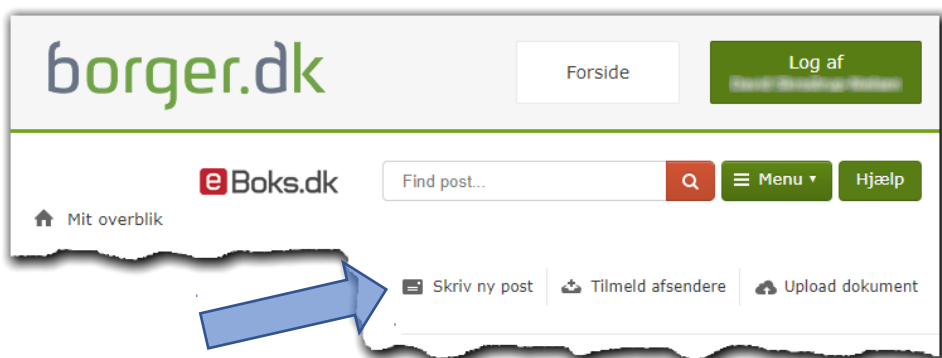 borger.dk
Forside
Log af
e Boks.dk
Find post...
Menu
Hjælp
Mit overblik
Skriv ny post
Tilmeld afsendere
Upload dokument